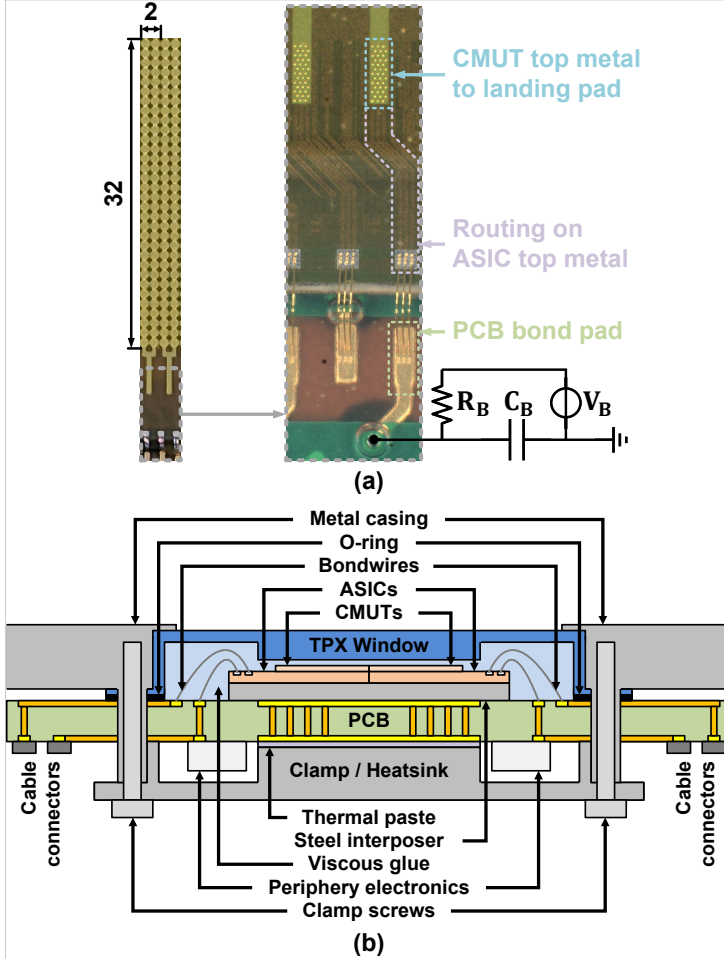 2
32
CMUT top metal
to landing pad
Routing on
ASIC top metal
PCB bond pad
R_B C_B V_B
(a)
Metal casing
O-ring
Bondwires
ASICs
CMUTs
TPX Window
PCB
Clamp / Heatsink
Cable
connectors
Cable
connectors
Thermal paste
Steel interposer
Viscous glue
Periphery electronics
Clamp screws
(b)